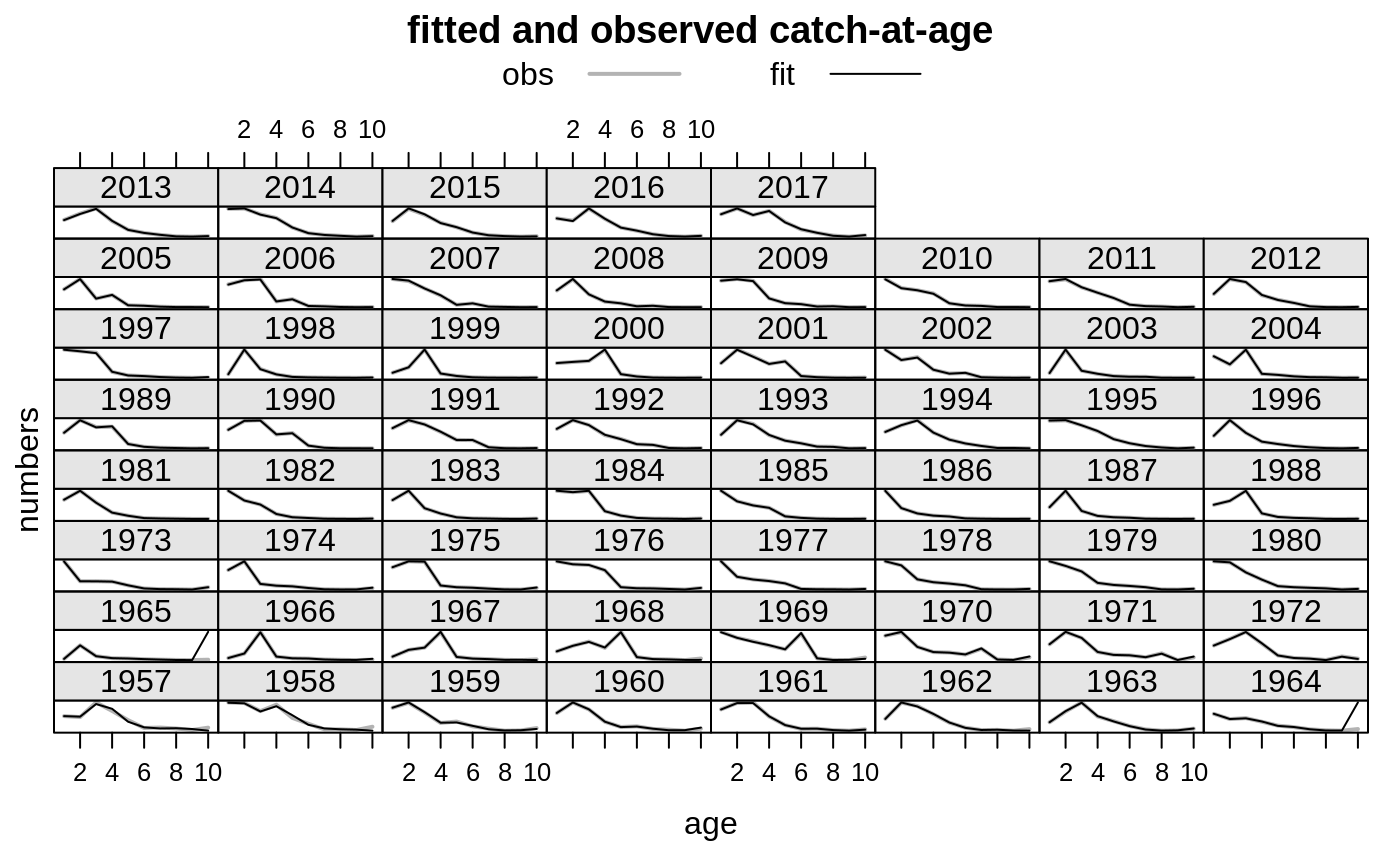 fitted and observed catch-at-age
obs fit
2 4 6 8 10 2 4 6 8 10
2013 2014 2015 2016 2017
2005 2006 2007 2008 2009 2010 2011 2012
1997 1998 1999 2000 2001 2002 2003 2004
1989 1990 1991 1992 1993 1994 1995 1996
1981 1982 1983 1984 1985 1986 1987 1988
1973 1974 1975 1976 1977 1978 1979 1980
1965 1966 1967 1968 1969 1970 1971 1972
1957 1958 1959 1960 1961 1962 1963 1964
2 4 6 8 10 2 4 6 8 10 2 4 6 8 10 2 4 6 8 10
numbers
age